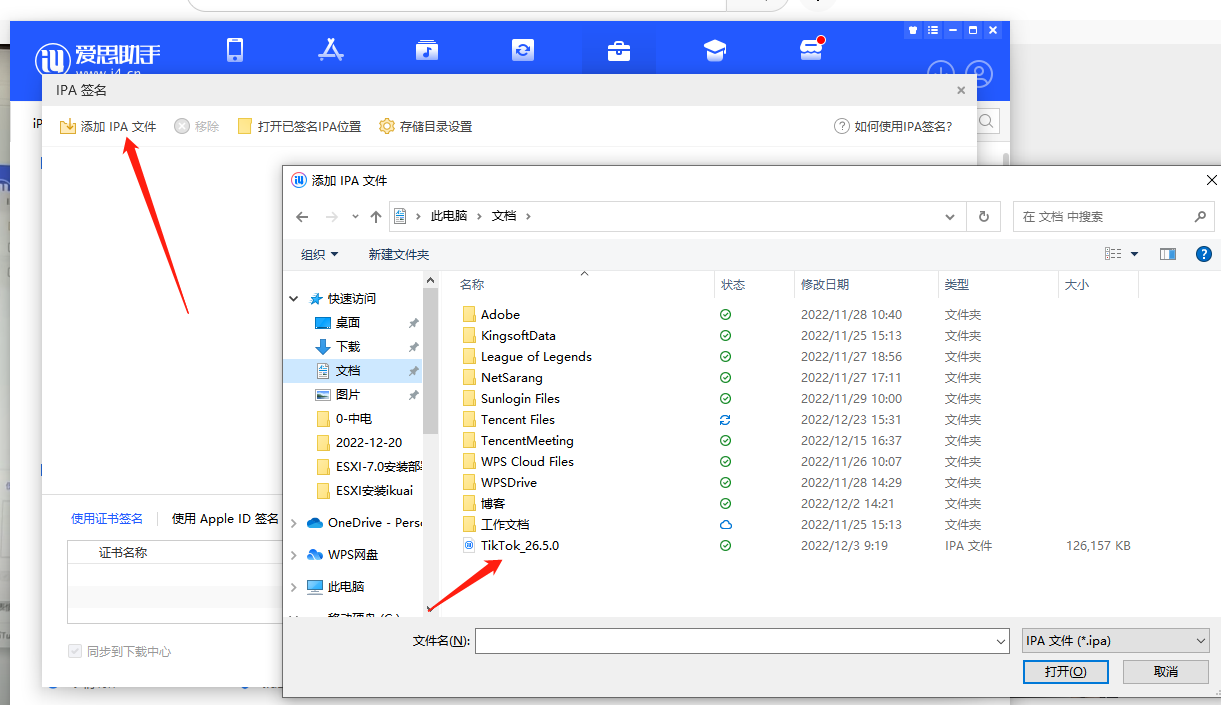 爱思助手
www.i4.cn
IPA 签名
添加 IPA 文件 移除 打开已签名IPA位置 存储目录设置 如何使用IPA签名?
添加 IPA 文件
此电脑 文档 在 文档 中搜索
组织 新建文件夹
名称 状态 修改日期 类型 大小
快速访问
桌面
下载
文档
图片
0-中电
2022-12-20
ESXI-7.0安装部
ESXI安装ikuai
OneDrive - Pers
WPS网盘
此电脑
Adobe 2022/11/28 10:40 文件夹
KingsoftData 2022/11/25 15:13 文件夹
League of Legends 2022/11/27 18:56 文件夹
NetSarang 2022/11/27 17:11 文件夹
Sunlogin Files 2022/11/29 10:00 文件夹
Tencent Files 2022/12/23 15:31 文件夹
TencentMeeting 2022/12/15 16:37 文件夹
WPS Cloud Files 2022/11/26 10:07 文件夹
WPSDrive 2022/11/28 14:29 文件夹
博客 2022/12/2 14:21 文件夹
工作文档 2022/11/25 15:13 文件夹
TikTok_26.5.0 2022/12/3 9:19 IPA 文件 126,157 KB
使用证书签名 使用 Apple ID 签名
证书名称
同步到下载中心
文件名(N): IPA 文件 (*.ipa)
打开(O) 取消